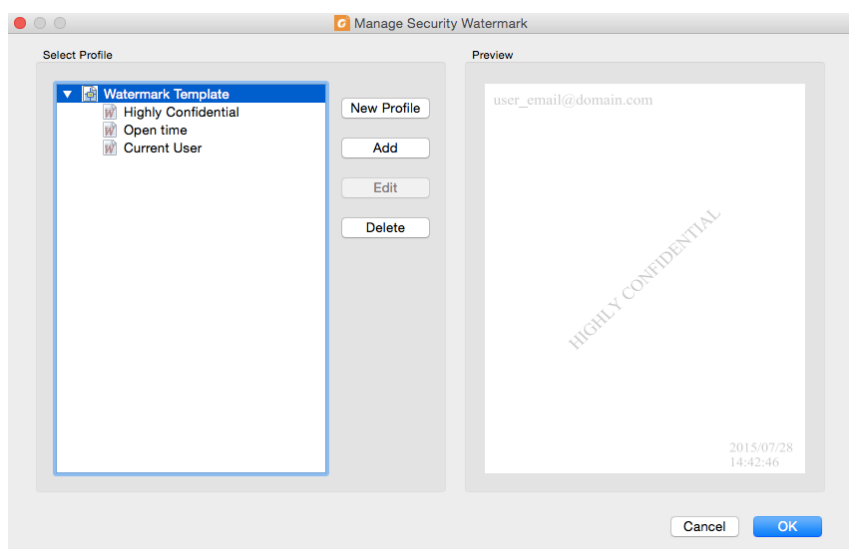 Manage Security Watermark
Select Profile
Watermark Template
Highly Confidential
Open time
Current User
New Profile
Add
Edit
Delete
Preview
user_email@domain.com
HIGHLY CONFIDENTIAL
2015/07/28
14:42:46
Cancel
OK